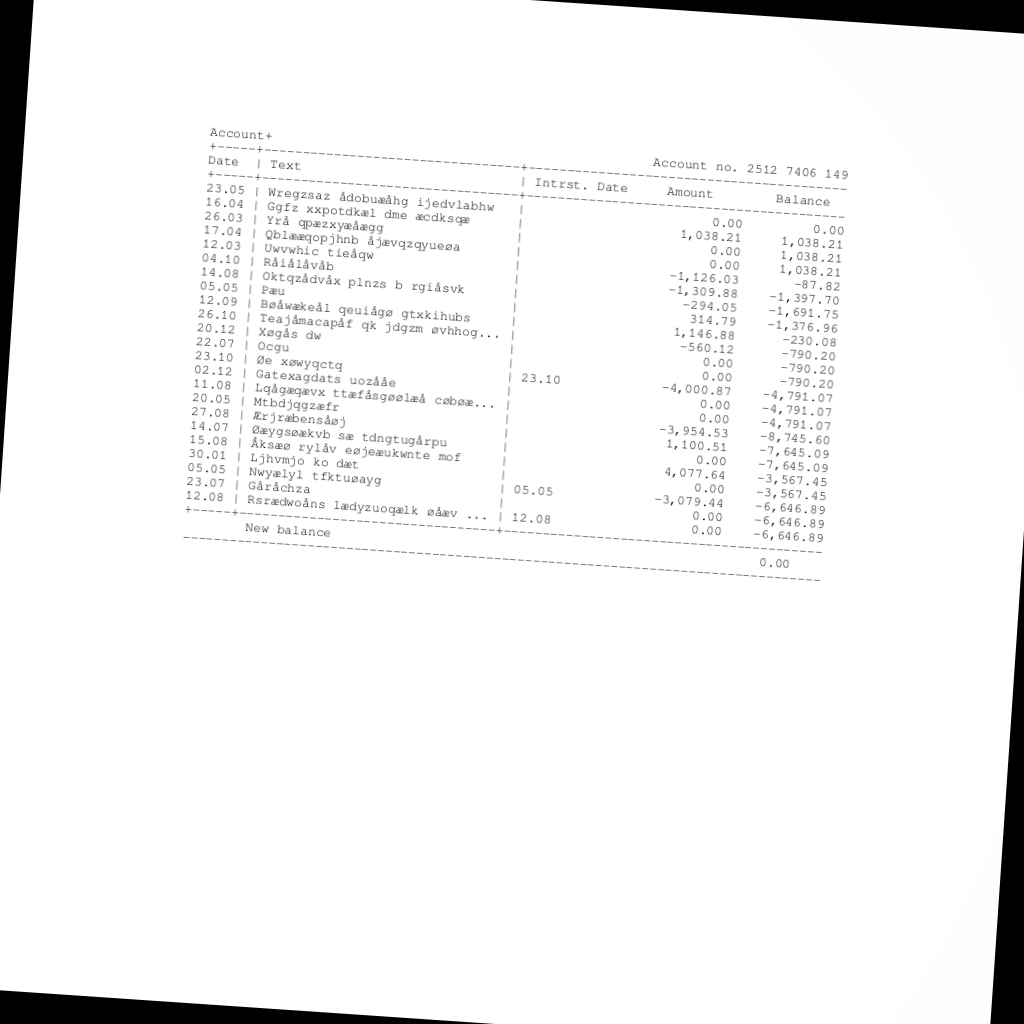 Account+ Account no. 2512 7406 149
+-----+---------------------------------+-----------------------------------------
Date | Text | Intrst. Date Amount Balance
+-----+---------------------------------+-----------------------------------------
23.05 | Wregzsaz ådobuæåhg ijedvlabhw | 0.00 0.00
16.04 | Ggfz xxpotdkæl dme æcdksqæ | 1,038.21 1,038.21
26.03 | Yrå qpæzxyæåægg | 0.00 1,038.21
17.04 | Qblææqopjhnb åjævqzqyueøa | 0.00 1,038.21
12.03 | Uwvwhic tieåqw | -1,126.03 -87.82
04.10 | Råiålåvåb | -1,309.88 -1,397.70
14.08 | Oktqzådvåx plnzs b rgiåsvk | -294.05 -1,691.75
05.05 | Pæu | 314.79 -1,376.96
12.09 | Bøåwækeål qeuiågø gtxkihubs | 1,146.88 -230.08
26.10 | Teajåmacapåf qk jdgzm øvhhog... | -560.12 -790.20
20.12 | Xøgås dw | 0.00 -790.20
22.07 | Ocgu | 0.00 -790.20
23.10 | Øe xøwyqctq | 23.10 -4,000.87 -4,791.07
02.12 | Gatexagdats uozååe | 0.00 -4,791.07
11.08 | Lqågæqævx ttæfåsgøølæå cøbøæ... | 0.00 -4,791.07
20.05 | Mtbdjqgzæfr | -3,954.53 -8,745.60
27.08 | Ærjræbensåøj | 1,100.51 -7,645.09
14.07 | Øæygsøækvb sæ tdngtugårpu | 0.00 -7,645.09
15.08 | Åksæø rylåv eøjeæukwnte mof | 4,077.64 -3,567.45
30.01 | Ljhvmjo ko dæt | 0.00 -3,567.45
05.05 | Nwyælyl tfktuøayg | 05.05 -3,079.44 -6,646.89
23.07 | Gåråchza | 0.00 -6,646.89
12.08 | Rsrædwoåns lædyzuoqælk øåæv ... | 12.08 0.00 -6,646.89
+-----+---------------------------------+-----------------------------------------
New balance 0.00
----------------------------------------------------------------------------------